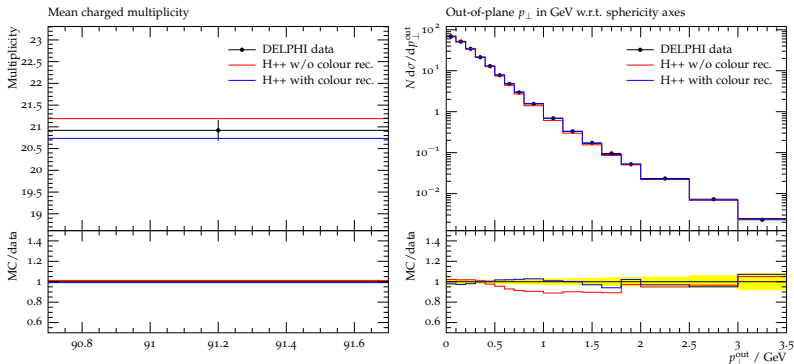 Mean charged multiplicity
Multiplicity
23
22.5
22
21.5
21
20.5
20
19.5
19
DELPHI data
H++ w/o colour rec.
H++ with colour rec.
MC/data
1.4
1.2
1
0.8
0.6
90.8
91
91.2
91.4
91.6
Out-of-plane p⊥ in GeV w.r.t. sphericity axes
N dσ/dp⊥^out
10^2
10^1
1
10^−1
10^−2
DELPHI data
H++ w/o colour rec.
H++ with colour rec.
MC/data
1.4
1.2
1
0.8
0.6
0 0.5 1 1.5 2 2.5 3 3.5
p⊥^out / GeV